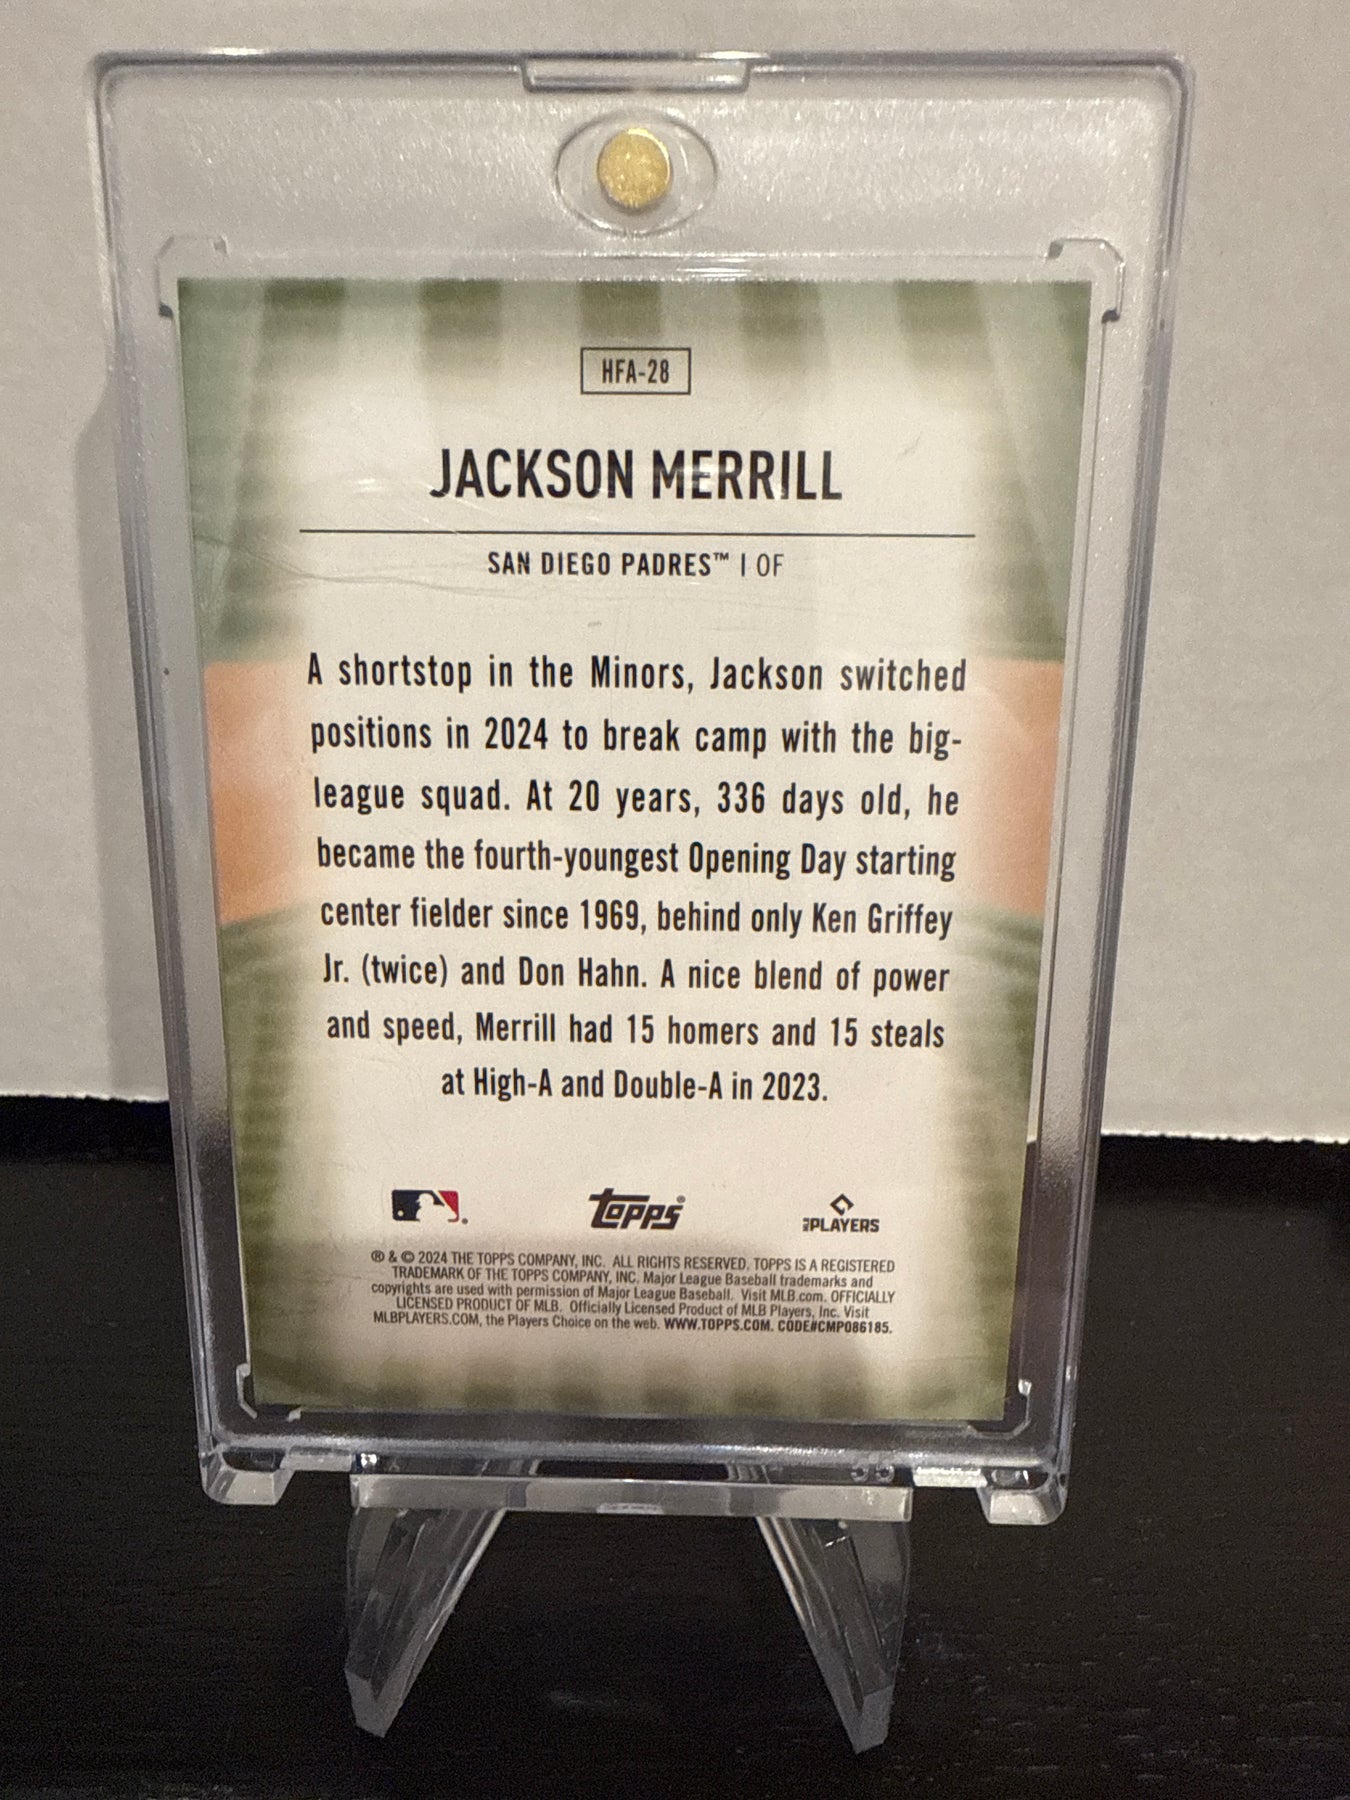 HFA-28
JACKSON MERRILL
SAN DIEGO PADRES™ | OF
A shortstop in the Minors, Jackson switched
positions in 2024 to break camp with the big-
league squad. At 20 years, 336 days old, he
became the fourth-youngest Opening Day starting
center fielder since 1969, behind only Ken Griffey
Jr. (twice) and Don Hahn. A nice blend of power
and speed, Merrill had 15 homers and 15 steals
at High-A and Double-A in 2023.
topps® PLAYERS
® & © 2024 THE TOPPS COMPANY, INC. ALL RIGHTS RESERVED. TOPPS IS A REGISTERED
TRADEMARK OF THE TOPPS COMPANY, INC. Major League Baseball trademarks and
copyrights are used with permission of Major League Baseball. Visit MLB.com. OFFICIALLY
LICENSED PRODUCT OF MLB. Officially Licensed Product of MLB Players, Inc. Visit
MLBPLAYERS.COM, the Players Choice on the web. WWW.TOPPS.COM. CODE#CMP086185.